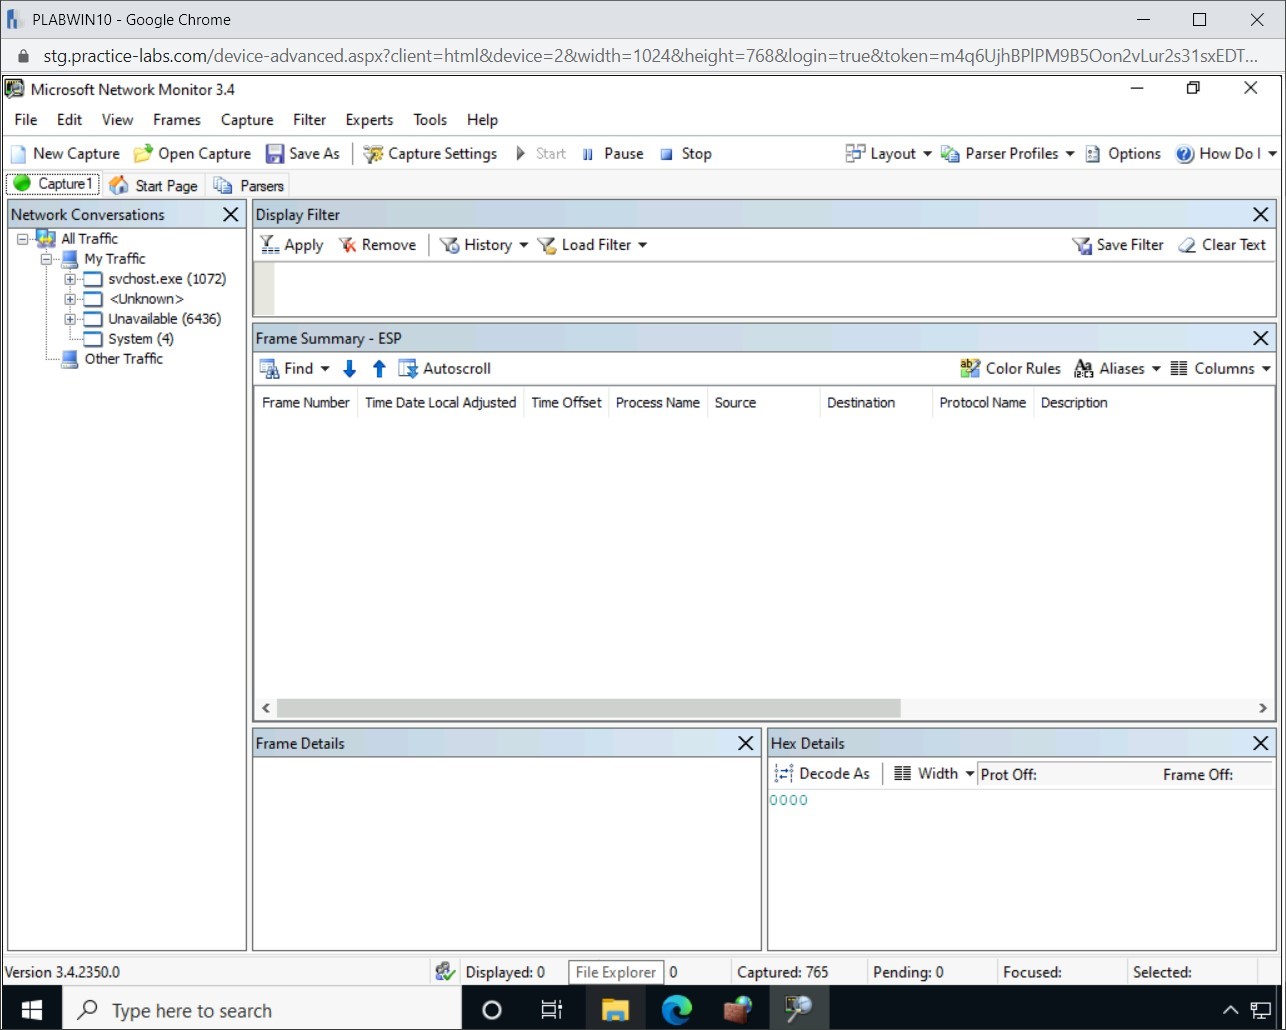 PLABWIN10 - Google Chrome
stg.practice-labs.com/device-advanced.aspx?client=html&device=2&width=1024&height=768&login=true&token=m4q6UjhBPlPM9B5Oon2vLur2s31sxEDT...
Microsoft Network Monitor 3.4
File Edit View Frames Capture Filter Experts Tools Help
New Capture Open Capture Save As Capture Settings Start Pause Stop Layout Parser Profiles Options How Do I
Capture1 Start Page Parsers
Network Conversations
All Traffic
My Traffic
svchost.exe (1072)
<Unknown>
Unavailable (6436)
System (4)
Other Traffic
Display Filter
Apply Remove History Load Filter Save Filter Clear Text
Frame Summary - ESP
Find Autoscroll Color Rules Aliases Columns
Frame Number Time Date Local Adjusted Time Offset Process Name Source Destination Protocol Name Description
Frame Details
Hex Details
Decode As Width Prot Off: Frame Off:
0000
Version 3.4.2350.0 Displayed: 0 File Explorer 0 Captured: 765 Pending: 0 Focused: Selected:
Type here to search